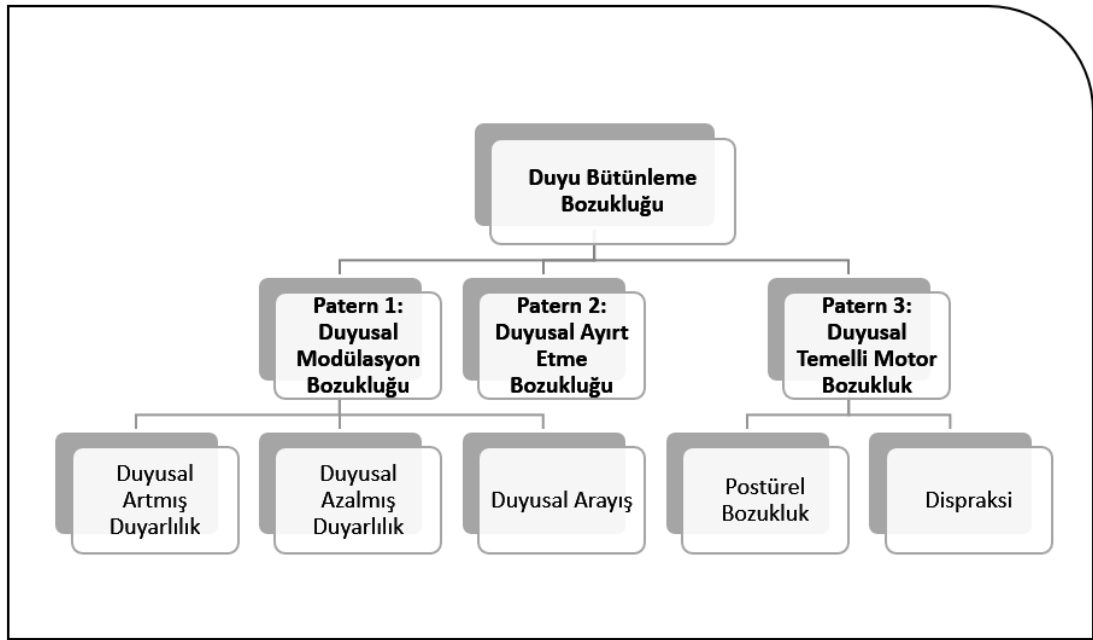 Duyu Bütünleme
Bozukluğu
Patern 1:
Duyusal
Modülasyon
Bozukluğu
Patern 2:
Duyusal Ayırt
Etme
Bozukluğu
Patern 3:
Duyusal
Temelli Motor
Bozukluk
Duyusal
Artmış
Duyarlılık
Duyusal
Azalmış
Duyarlılık
Duyusal Arayış
Postürel
Bozukluk
Dispraksi